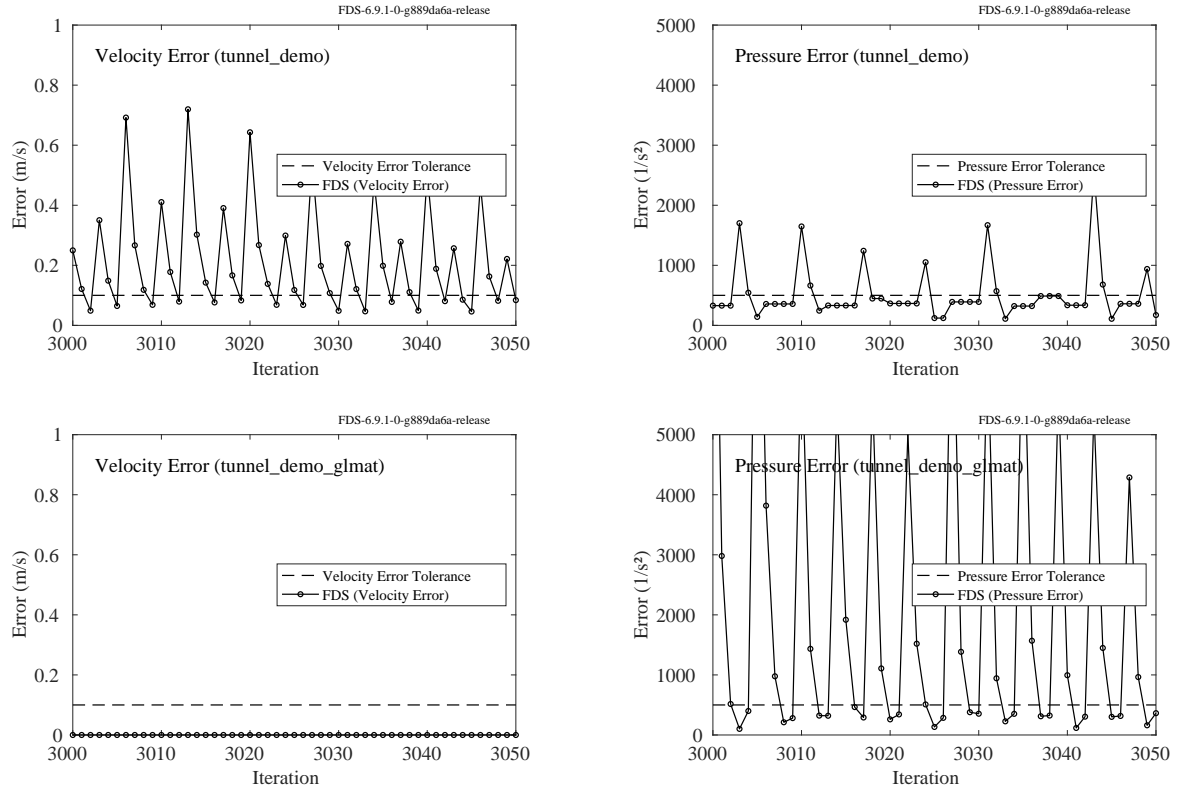 FDS-6.9.1-0-g889da6a-release
Velocity Error (tunnel_demo)
1
0.8
0.6
0.4
0.2
0
Error (m/s)
Velocity Error Tolerance
FDS (Velocity Error)
3000 3010 3020 3030 3040 3050
Iteration
FDS-6.9.1-0-g889da6a-release
Pressure Error (tunnel_demo)
5000
4000
3000
2000
1000
0
Error (1/s²)
Pressure Error Tolerance
FDS (Pressure Error)
3000 3010 3020 3030 3040 3050
Iteration
FDS-6.9.1-0-g889da6a-release
Velocity Error (tunnel_demo_glmat)
1
0.8
0.6
0.4
0.2
0
Error (m/s)
Velocity Error Tolerance
FDS (Velocity Error)
3000 3010 3020 3030 3040 3050
Iteration
FDS-6.9.1-0-g889da6a-release
Pressure Error (tunnel_demo_glmat)
5000
4000
3000
2000
1000
0
Error (1/s²)
Pressure Error Tolerance
FDS (Pressure Error)
3000 3010 3020 3030 3040 3050
Iteration